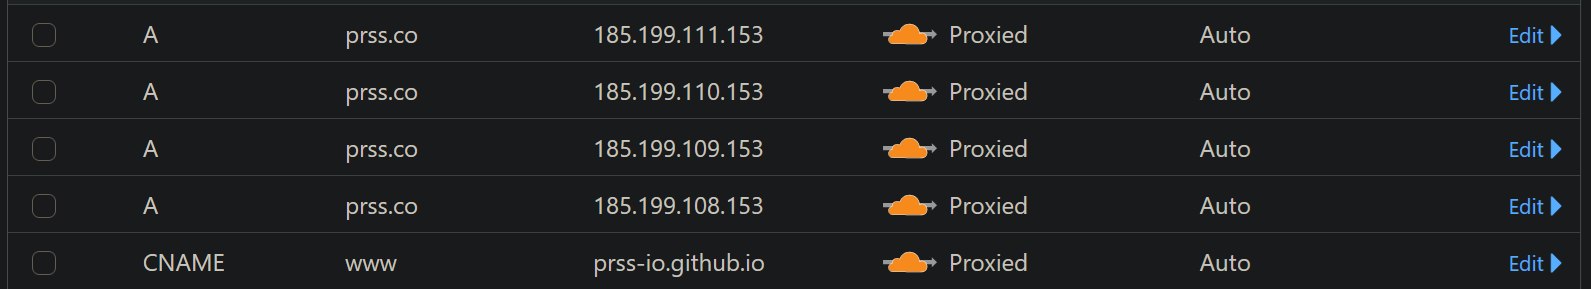 A prss.co 185.199.111.153 Proxied Auto Edit
A prss.co 185.199.110.153 Proxied Auto Edit
A prss.co 185.199.109.153 Proxied Auto Edit
A prss.co 185.199.108.153 Proxied Auto Edit
CNAME www prss-io.github.io Proxied Auto Edit